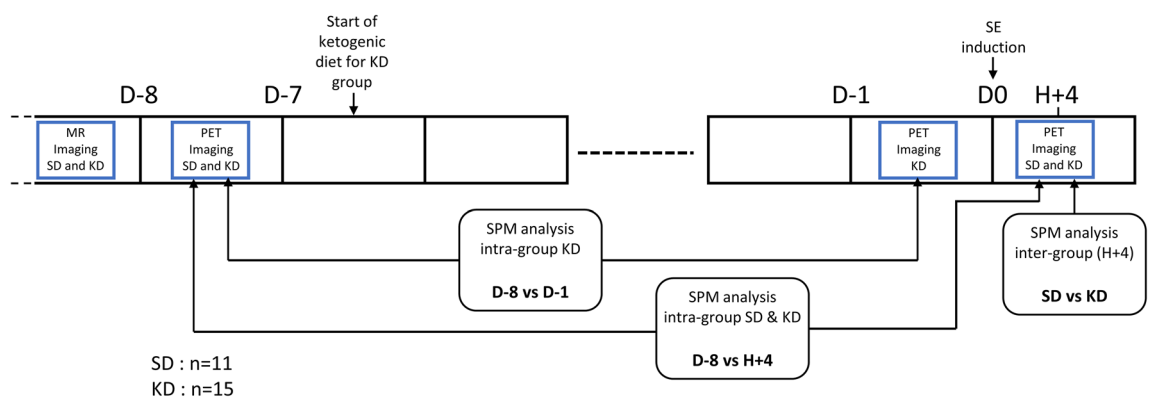 Start of
ketogenic
diet for KD
group
SE
induction
D-8
D-7
D-1
D0
H+4
MR
Imaging
SD and KD
PET
Imaging
SD and KD
PET
Imaging
KD
PET
Imaging
SD and KD
SPM analysis
intra-group KD
D-8 vs D-1
SPM analysis
inter-group (H+4)
SD vs KD
SPM analysis
intra-group SD & KD
D-8 vs H+4
SD : n=11
KD : n=15